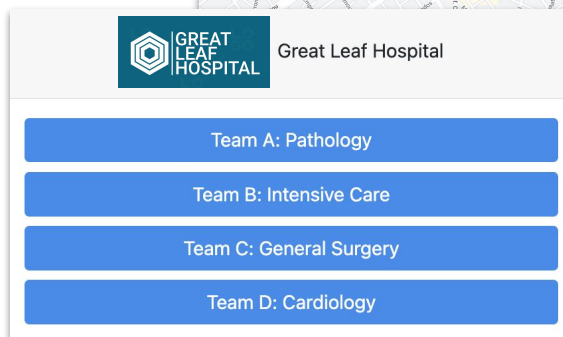 GREAT
LEAF
HOSPITAL
Great Leaf Hospital
Team A: Pathology
Team B: Intensive Care
Team C: General Surgery
Team D: Cardiology